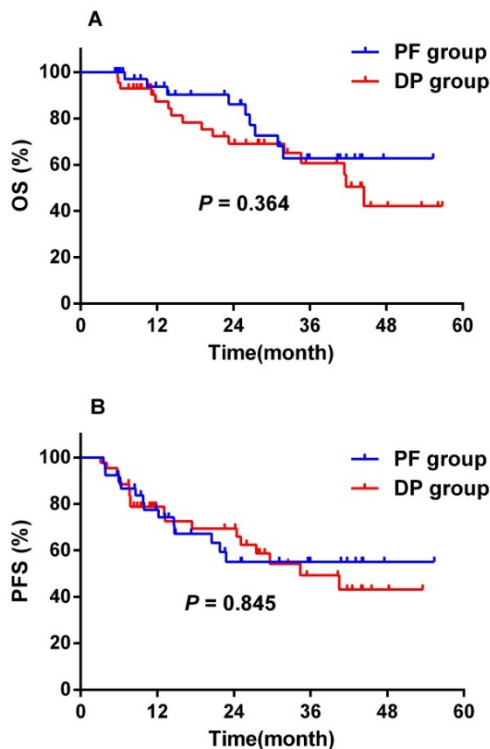 A
PF group
DP group
OS (%)
100
80
60
40
20
0
P = 0.364
0 12 24 36 48 60
Time(month)
B
PF group
DP group
PFS (%)
100
80
60
40
20
0
P = 0.845
0 12 24 36 48 60
Time(month)